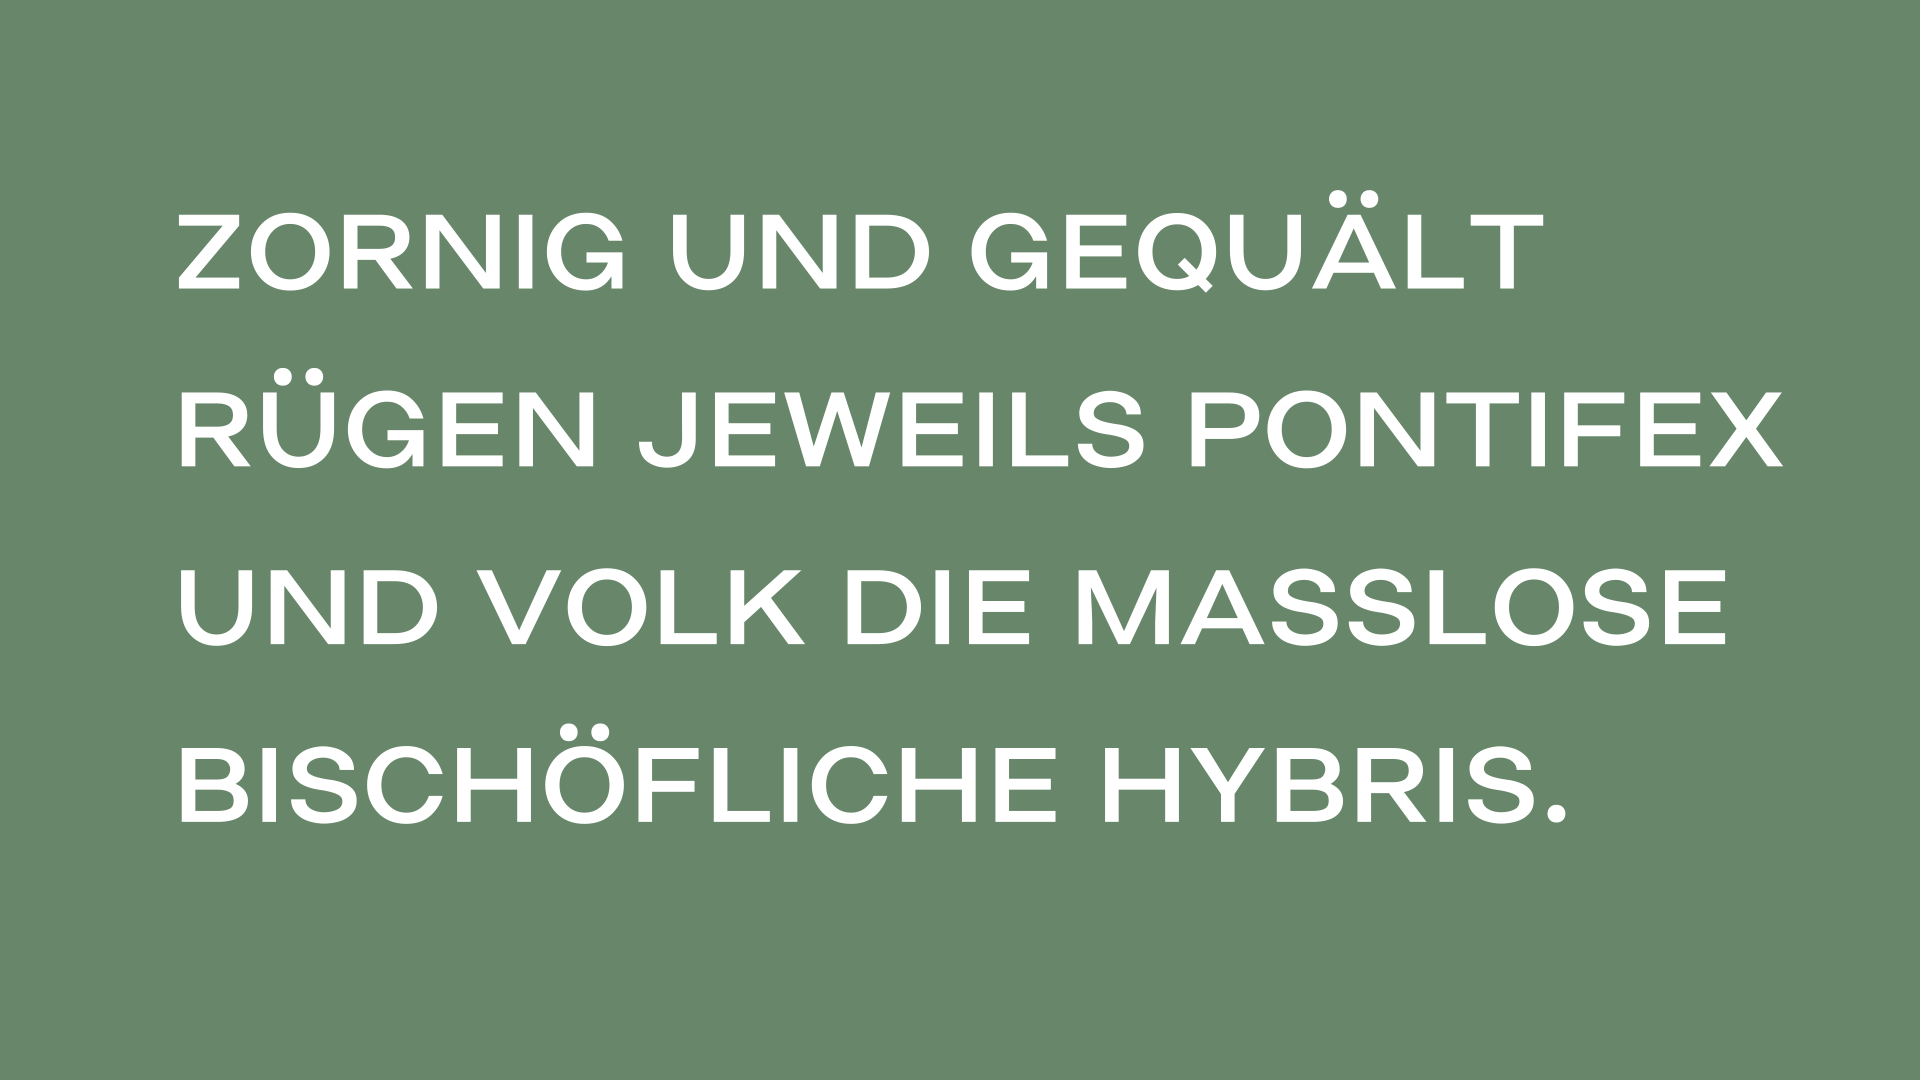 ZORNIG UND GEQUÄLT
RÜGEN JEWEILS PONTIFEX
UND VOLK DIE MASSLOSE
BISCHÖFLICHE HYBRIS.